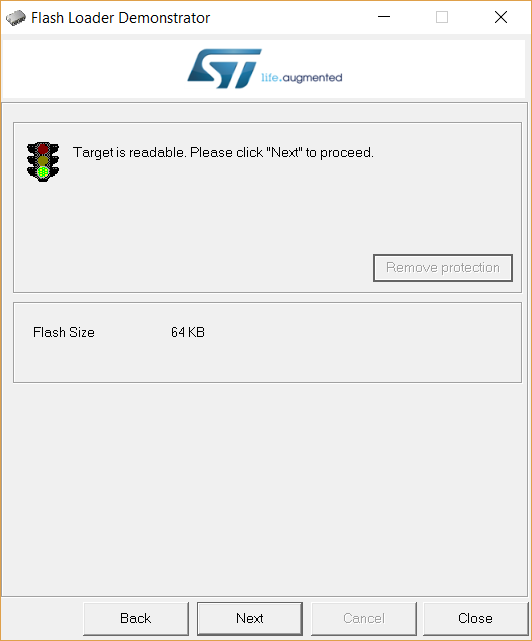 Flash Loader Demonstrator
ST life.augmented
Target is readable. Please click "Next" to proceed.
Remove protection
Flash Size 64 KB
Back Next Cancel Close